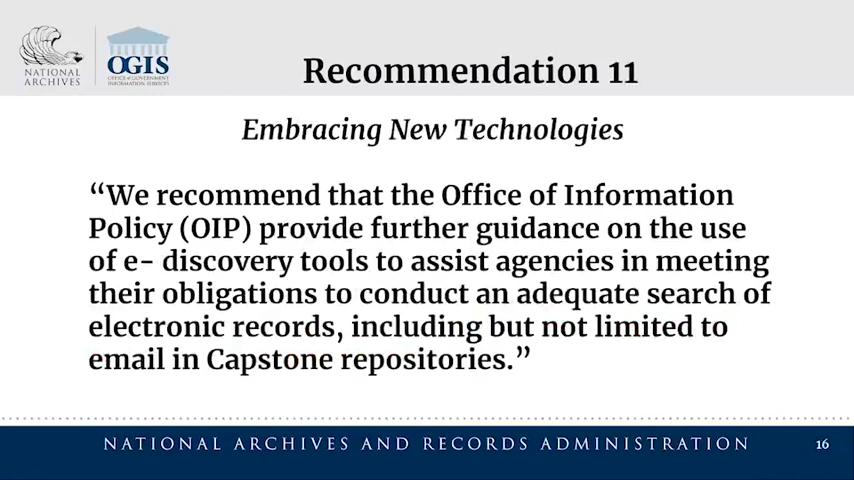 NATIONAL
ARCHIVES
OGIS
OFFICE of GOVERNMENT
INFORMATION SERVICES
Recommendation 11
Embracing New Technologies
“We recommend that the Office of Information
Policy (OIP) provide further guidance on the use
of e- discovery tools to assist agencies in meeting
their obligations to conduct an adequate search of
electronic records, including but not limited to
email in Capstone repositories.”
NATIONAL ARCHIVES AND RECORDS ADMINISTRATION
16